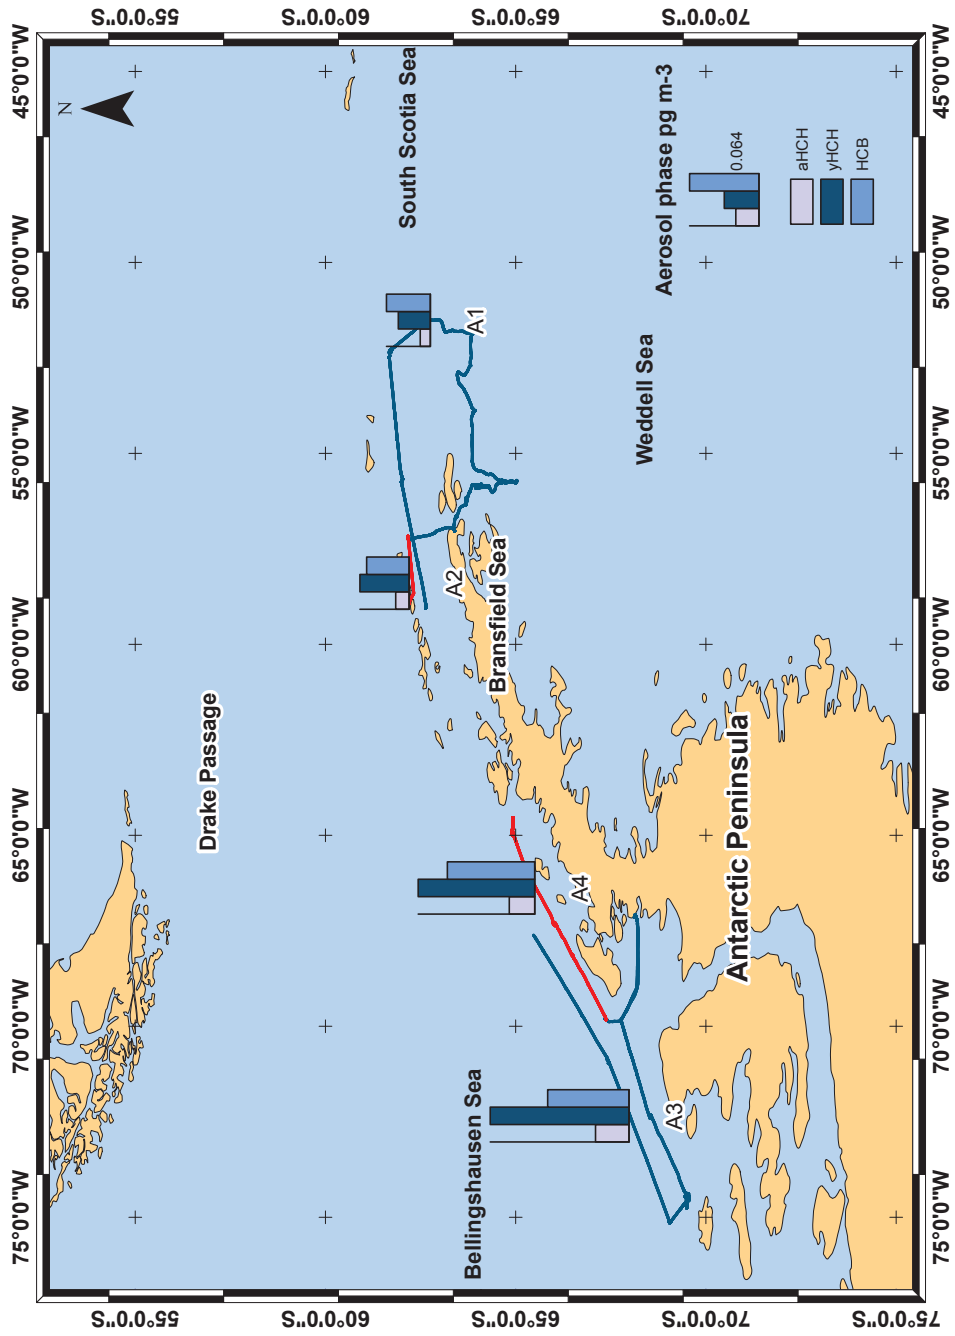 75°0'0"W
70°0'0"W
65°0'0"W
60°0'0"W
55°0'0"W
50°0'0"W
45°0'0"W
N
55°0'0"S
55°0'0"S
Drake Passage
60°0'0"S
60°0'0"S
South Scotia Sea
A2
Bellingshausen Sea
A1
Bransfield Sea
65°0'0"S
65°0'0"S
A4
Weddell Sea
Aerosol phase pg m-3
A3
70°0'0"S
70°0'0"S
Antarctic Peninsula
0.064
aHCH
yHCH
HCB
75°0'0"S
75°0'0"W
70°0'0"W
65°0'0"W
60°0'0"W
55°0'0"W
50°0'0"W
45°0'0"W